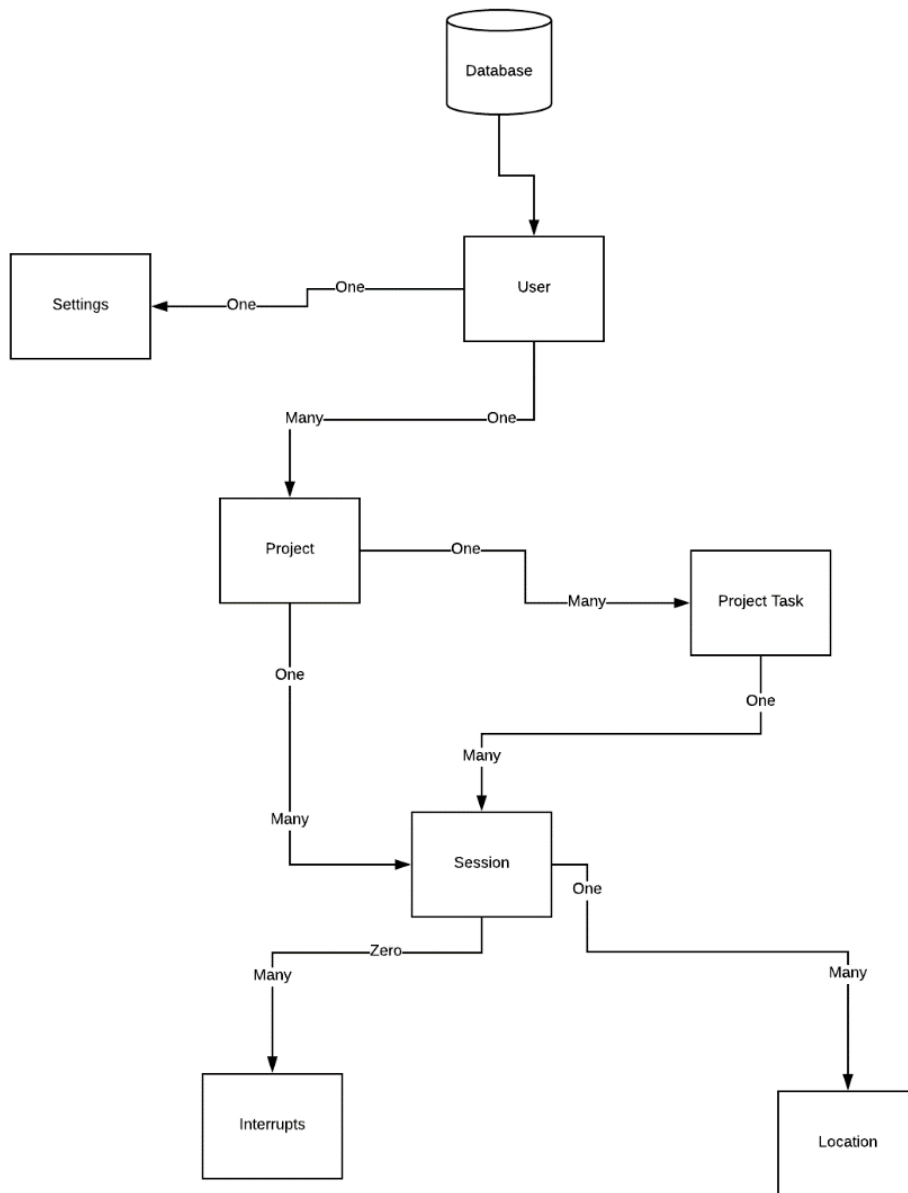 Database
User
One
Settings
One
Many
One
Project
One
Many
Project Task
One
One
Many
Many
Session
One
Zero
Many
Many
Interrupts
Location